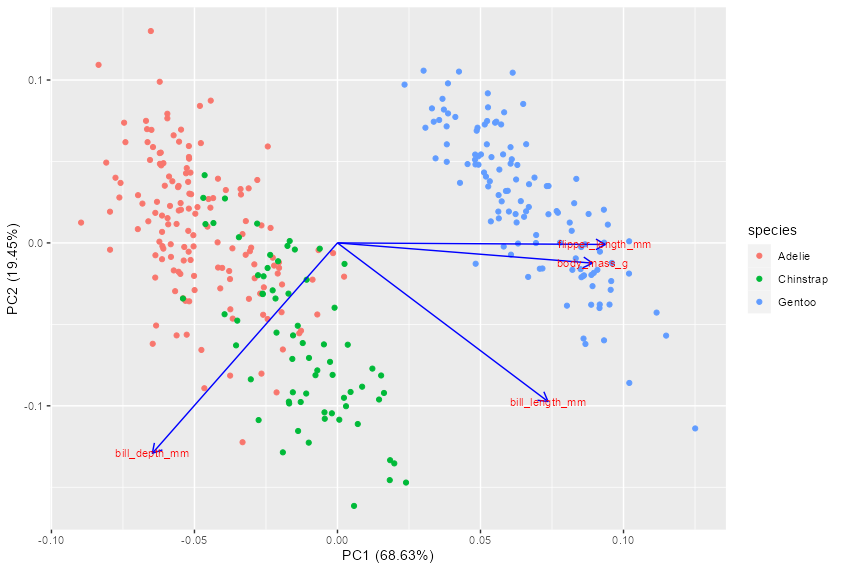 0.1
0.0
-0.1
PC2 (19.45%)
flipper_length_mm
body_mass_g
bill_length_mm
bill_depth_mm
-0.10
-0.05
0.00
0.05
0.10
PC1 (68.63%)
species
Adelie
Chinstrap
Gentoo